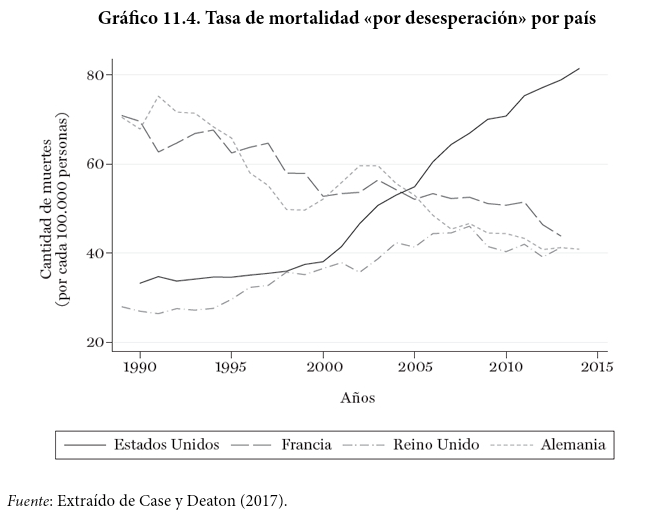 Gráfico 11.4. Tasa de mortalidad «por desesperación» por país
Cantidad de muertes
(por cada 100.000 personas)
80
60
40
20
1990 1995 2000 2005 2010 2015
Años
Estados Unidos Francia Reino Unido Alemania
Fuente: Extraído de Case y Deaton (2017).